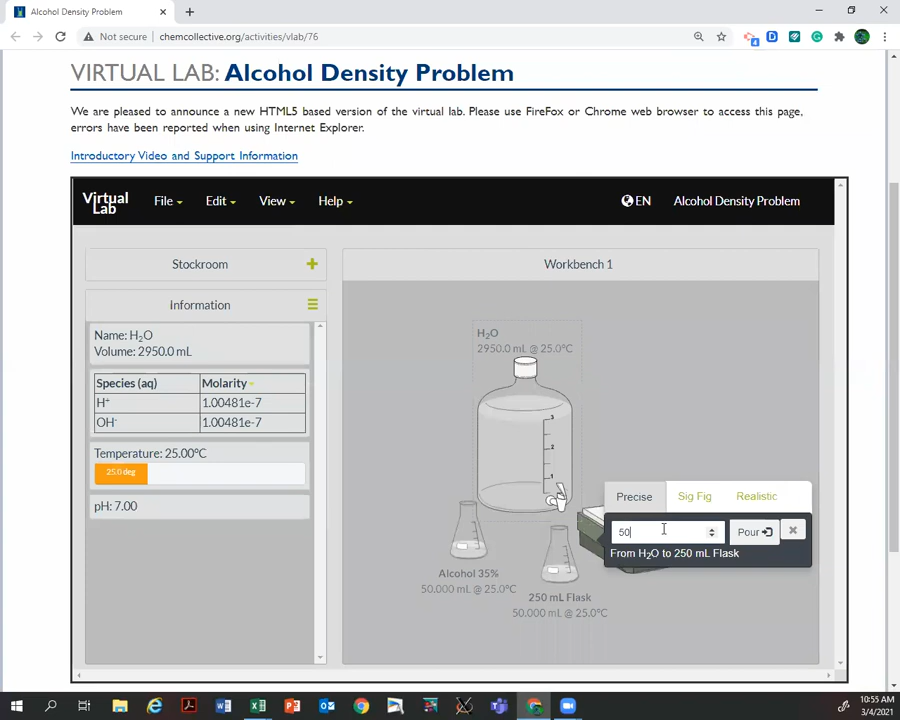 Alcohol Density Problem
Not secure
chemcollective.org/activities/vlab/76
VIRTUAL LAB: Alcohol Density Problem
We are pleased to announce a new HTML5 based version of the virtual lab. Please use FireFox or Chrome web browser to access this page,
errors have been reported when using Internet Explorer.
Introductory Video and Support Information
Virtual Lab
File
Edit
View
Help
EN
Alcohol Density Problem
Stockroom
Workbench 1
Information
Name: H₂O
Volume: 2950.0 mL
Species (aq) Molarity
H⁺ 1.00481e-7
OH⁻ 1.00481e-7
Temperature: 25.00°C
25.0 deg
pH: 7.00
H₂O
2950.0 mL @ 25.0°C
3
2
1
Precise
Sig Fig
Realistic
50
Pour
From H₂O to 250 mL Flask
Alcohol 35%
50.000 mL @ 25.0°C
250 mL Flask
50.000 mL @ 25.0°C
10:55 AM
3/4/2021